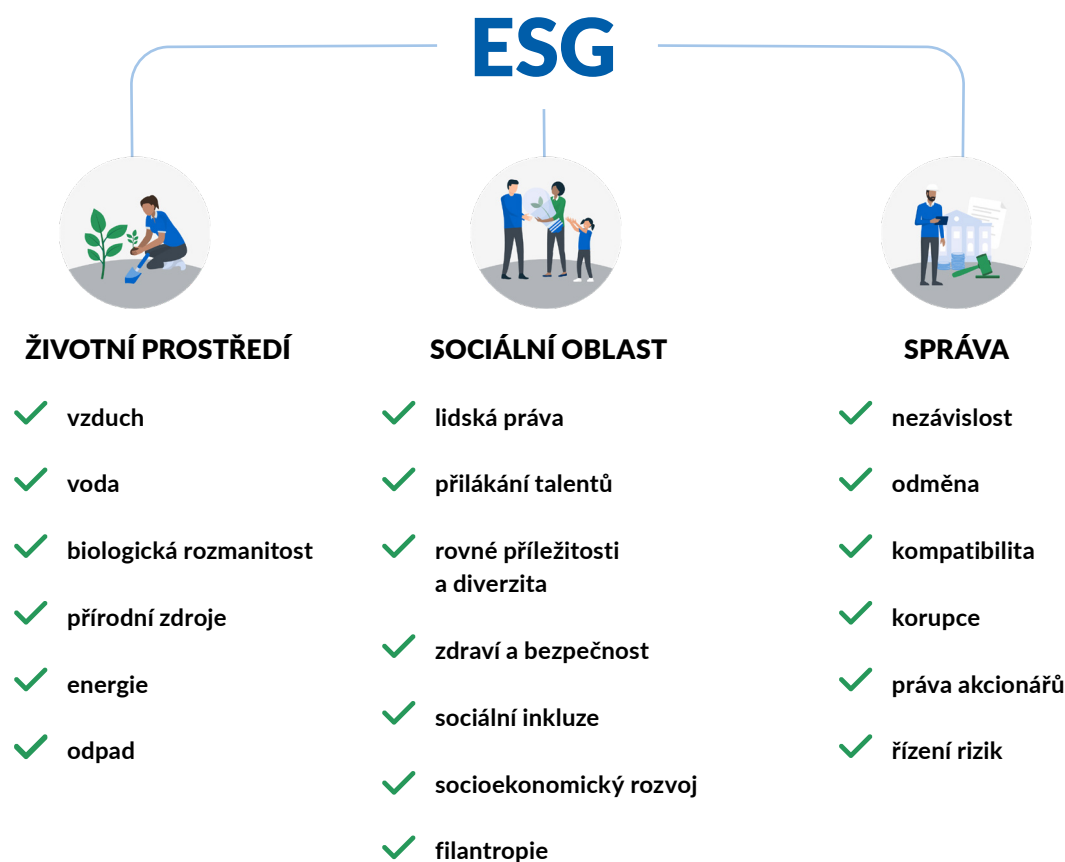 ESG
ŽIVOTNÍ PROSTŘEDÍ
vzduch
voda
biologická rozmanitost
přírodní zdroje
energie
odpad
SOCIÁLNÍ OBLAST
lidská práva
přilákání talentů
rovné příležitosti
a diverzita
zdraví a bezpečnost
sociální inkluze
socioekonomický rozvoj
filantropie
SPRÁVA
nezávislost
odměna
kompatibilita
korupce
práva akcionářů
řízení rizik